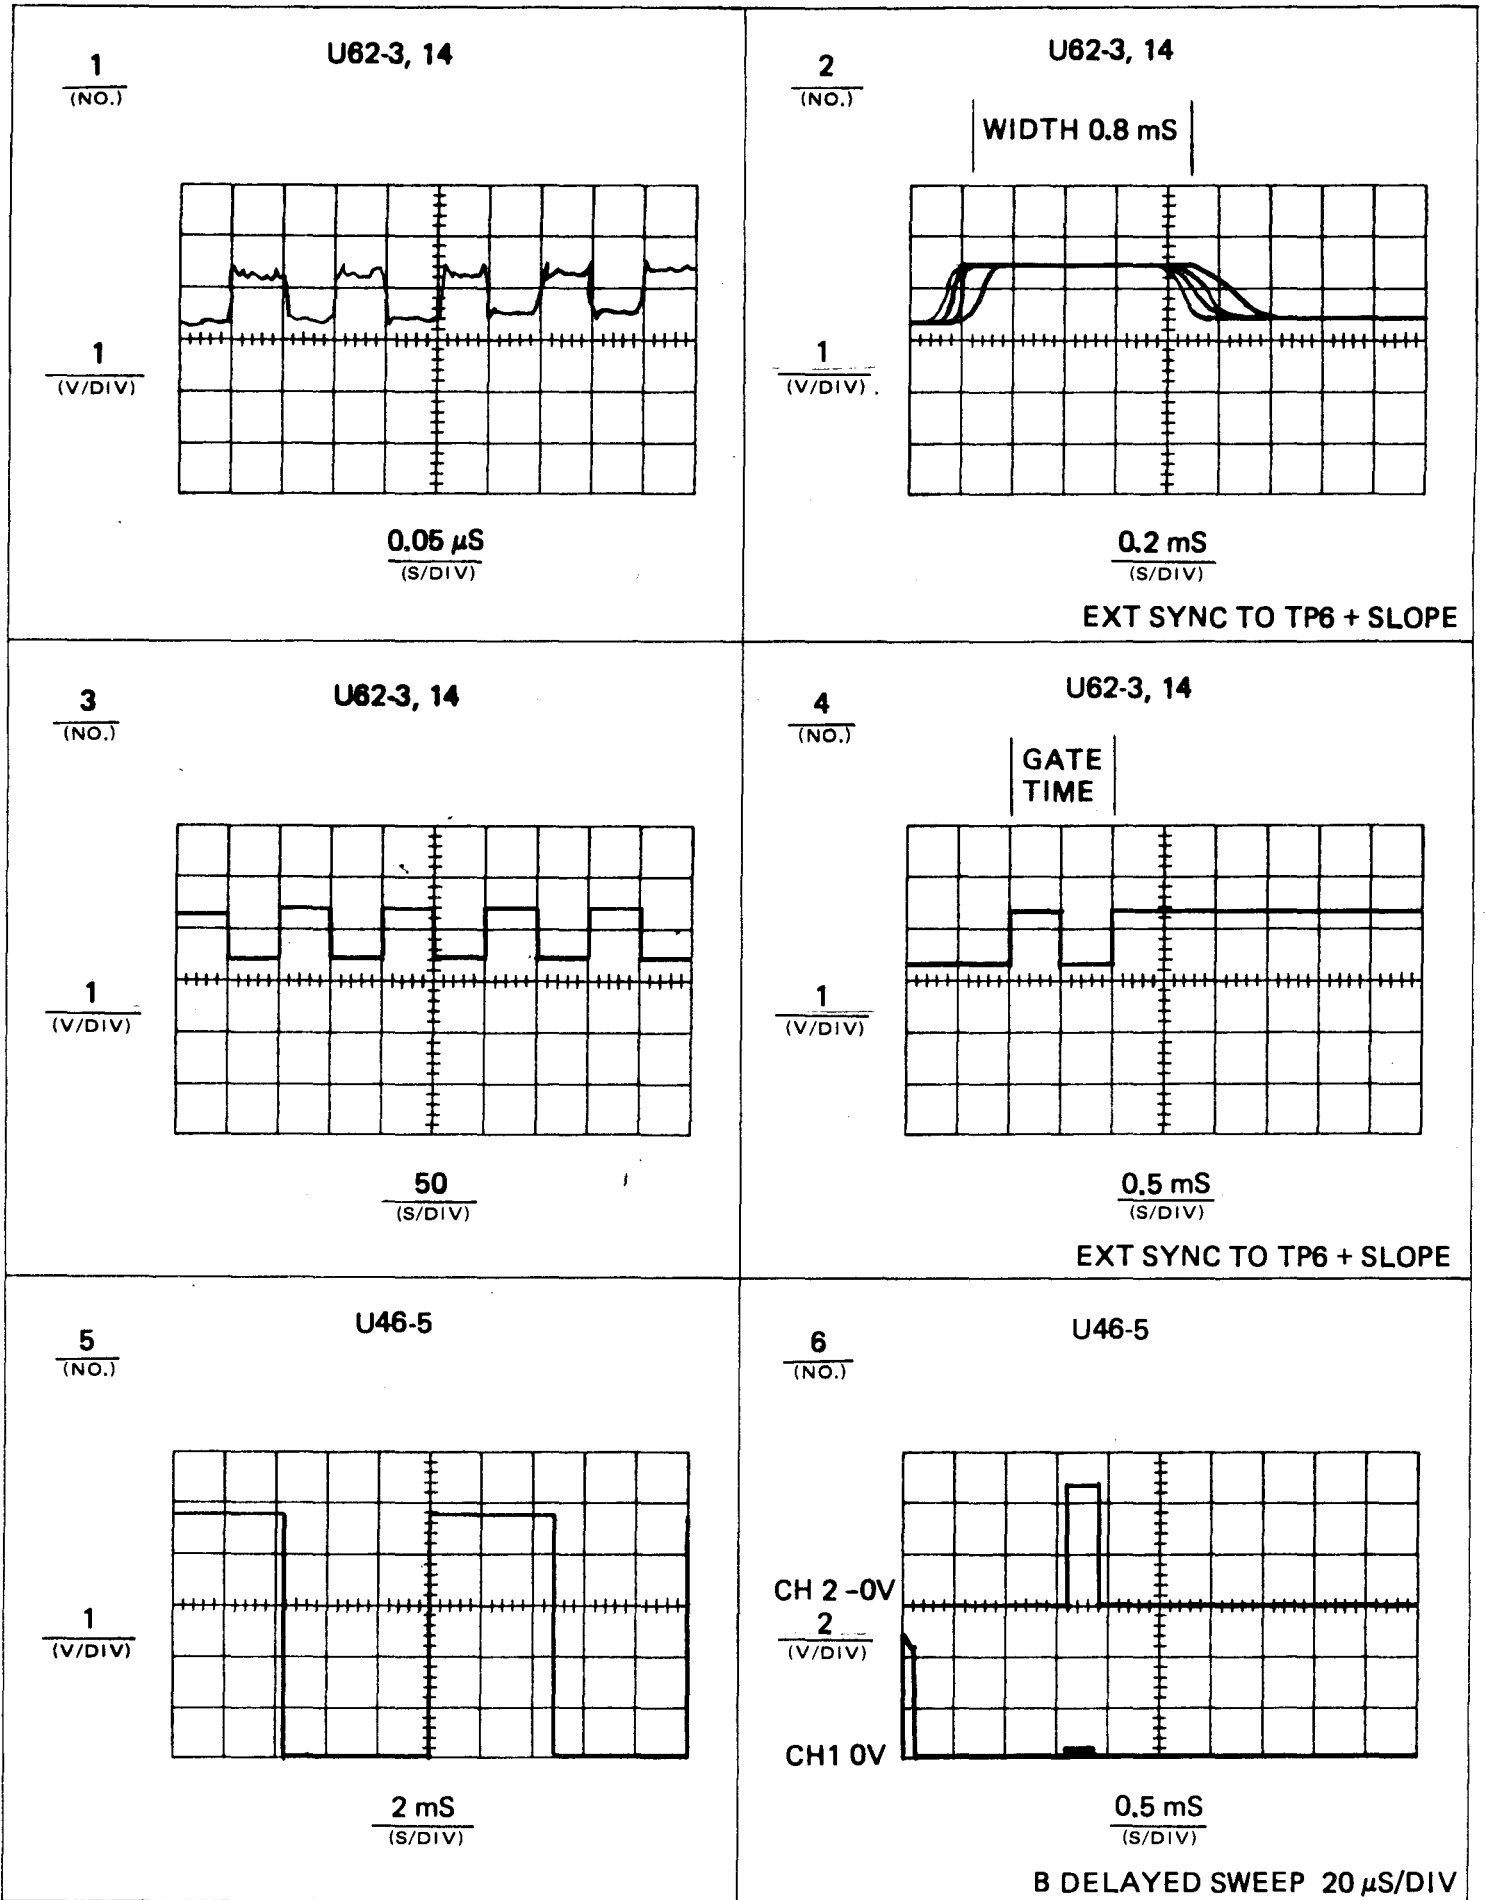 1
(NO.)
U62-3, 14
1
(V/DIV)
0.05 μS
(S/DIV)
2
(NO.)
U62-3, 14
WIDTH 0.8 mS
1
(V/DIV)
0.2 mS
(S/DIV)
EXT SYNC TO TP6 + SLOPE
3
(NO.)
U62-3, 14
1
(V/DIV)
50
(S/DIV)
4
(NO.)
U62-3, 14
GATE
TIME
1
(V/DIV)
0.5 mS
(S/DIV)
EXT SYNC TO TP6 + SLOPE
5
(NO.)
U46-5
1
(V/DIV)
2 mS
(S/DIV)
6
(NO.)
U46-5
CH 2 -0V
2
(V/DIV)
CH1 0V
0.5 mS
(S/DIV)
B DELAYED SWEEP 20 μS/DIV